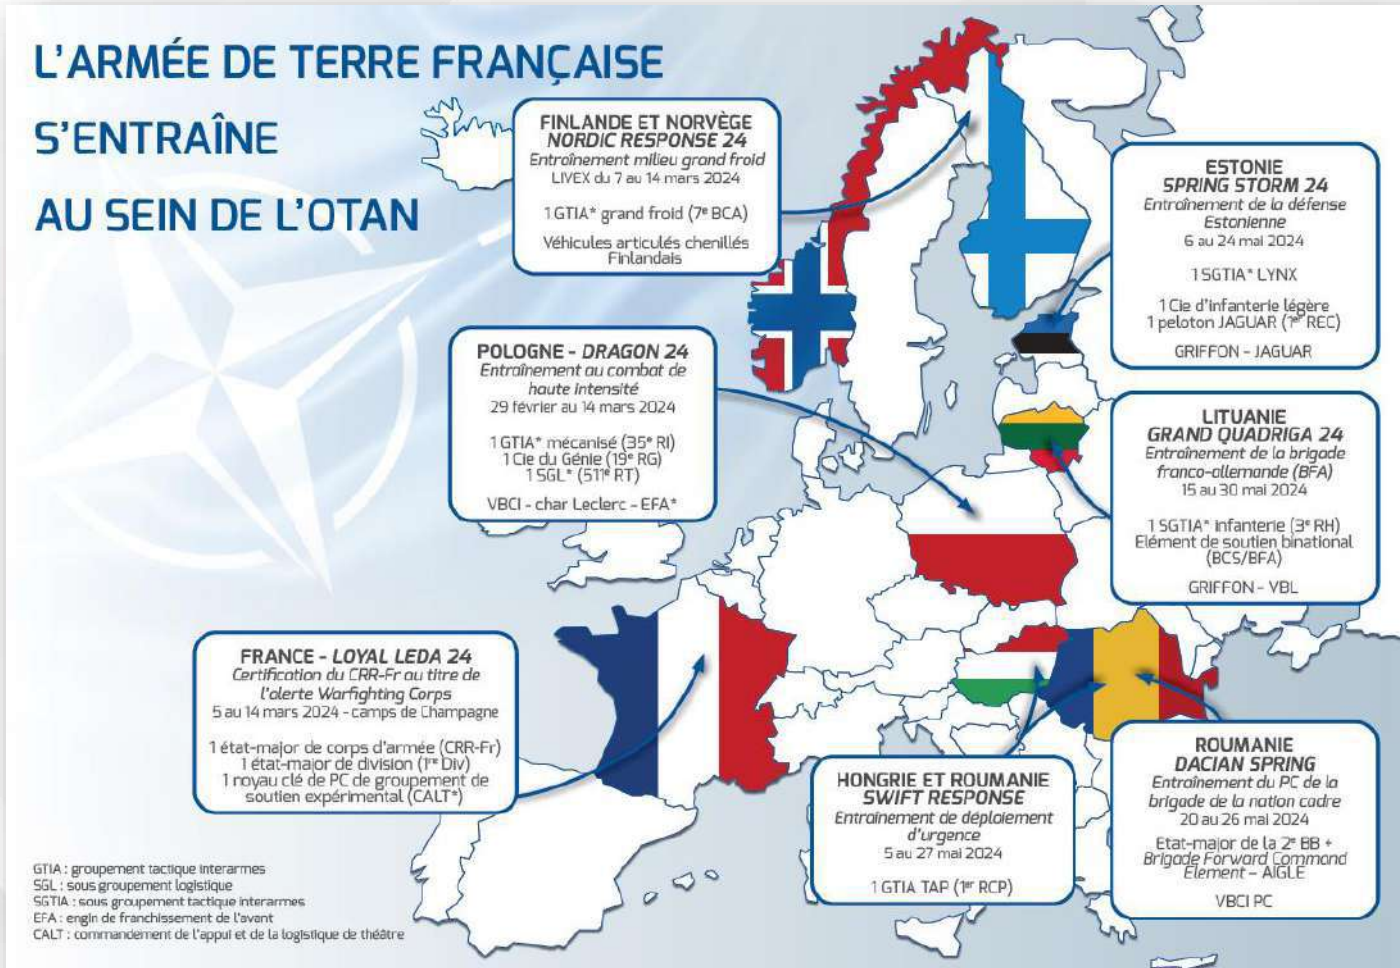 L'ARMÉE DE TERRE FRANÇAISE
S'ENTRAÎNE
AU SEIN DE L'OTAN
FINLANDE ET NORVÈGE
NORDIC RESPONSE 24
Entraînement milieu grand froid
LIVEX du 7 au 14 mars 2024
1 GTIA* grand froid (7e BCA)
Véhicules articulés chenillés
Finlandais
ESTONIE
SPRING STORM 24
Entraînement de la défense
Estonienne
6 au 24 mai 2024
1 SGTIA* LYNX
1 Cie d'infanterie légère
1 peloton JAGUAR (1er REC)
GRIFFON - JAGUAR
POLOGNE - DRAGON 24
Entraînement au combat de
haute intensité
29 février au 14 mars 2024
1 GTIA* mécanisé (35e RI)
1 Cie du Génie (19e RG)
1 SGL* (511e RT)
VBCI - char Leclerc - EFA*
LITUANIE
GRAND QUADRIGA 24
Entraînement de la brigade
franco-allemande (BFA)
15 au 30 mai 2024
1 SGTIA* infanterie (3e RH)
Elément de soutien binational
(BCS/BFA)
GRIFFON - VBL
FRANCE - LOYAL LEDA 24
Certification du CRR-Fr au titre de
l'alerte Warfighting Corps
5 au 14 mars 2024 - camps de Champagne
1 état-major de corps d'armée (CRR-Fr)
1 état-major de division (1re Div)
1 noyau clé de PC de groupement de
soutien expérimental (CALT*)
HONGRIE ET ROUMANIE
SWIFT RESPONSE
Entraînement de déploiement
d'urgence
5 au 27 mai 2024
1 GTIA TAP (1er RCP)
ROUMANIE
DACIAN SPRING
Entraînement du PC de la
brigade de la nation cadre
20 au 26 mai 2024
Etat-major de la 2e BB +
Brigade Forward Command
Element - AIGLE
VBCI PC
GTIA : groupement tactique interarmes
SGL : sous groupement logistique
SGTIA : sous groupement tactique interarmes
EFA : engin de franchissement de l'avant
CALT : commandement de l'appui et de la logistique de théâtre